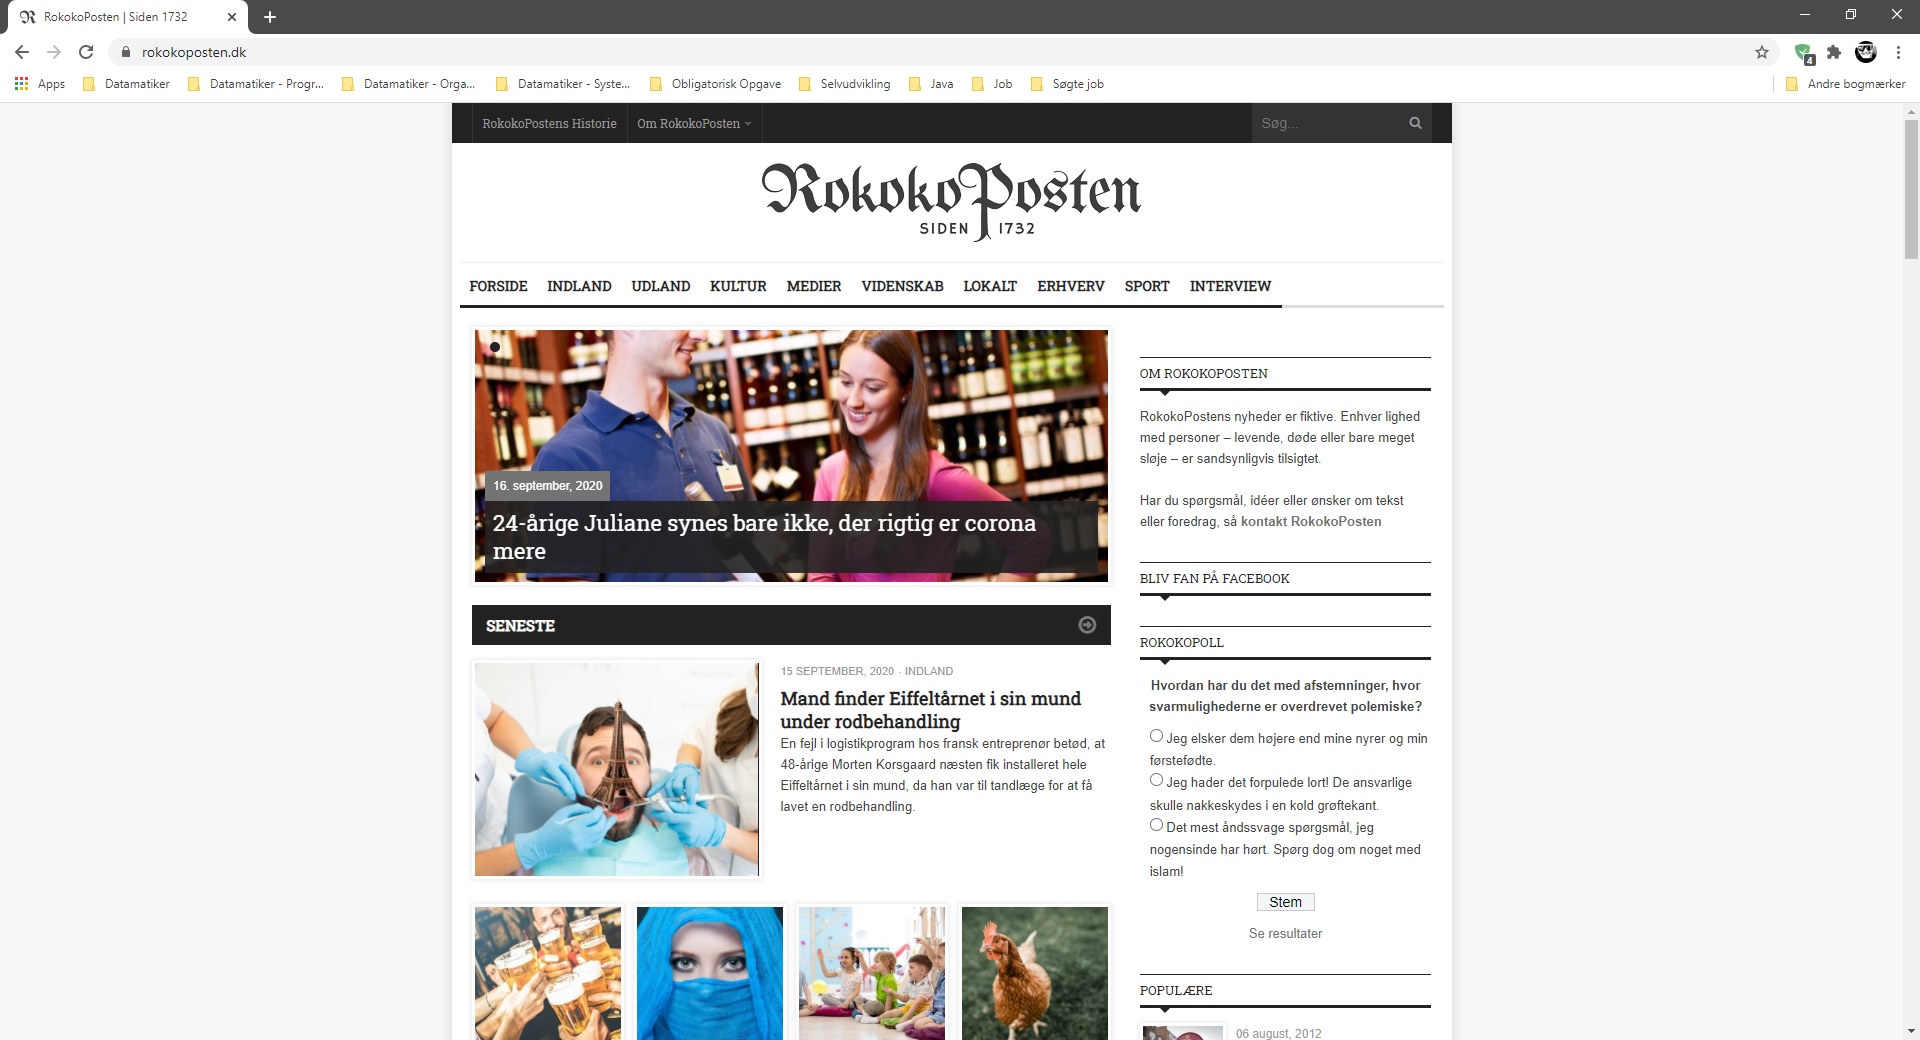 RokokoPosten | Siden 1732
rokokoposten.dk
4
Apps
Datamatiker
Datamatiker - Progr...
Datamatiker - Orga...
Datamatiker - Syste...
Obligatorisk Opgave
Selvudvikling
Java
Job
Søgte job
Andre bogmærker
RokokoPostens Historie
Om RokokoPosten
Søg...
RokokoPosten
SIDEN 1732
FORSIDE
INDLAND
UDLAND
KULTUR
MEDIER
VIDENSKAB
LOKALT
ERHVERV
SPORT
INTERVIEW
16. september, 2020
24-årige Juliane synes bare ikke, der rigtig er corona
mere
SENESTE
15 SEPTEMBER, 2020 - INDLAND
Mand finder Eiffeltårnet i sin mund
under rodbehandling
En fejl i logistikprogram hos fransk entreprenør betød, at
48-årige Morten Korsgaard næsten fik installeret hele
Eiffeltårnet i sin mund, da han var til tandlæge for at få
lavet en rodbehandling.
OM ROKOKOPOSTEN
RokokoPostens nyheder er fiktive. Enhver lighed
med personer – levende, døde eller bare meget
sløje – er sandsynligvis tilsigtet.
Har du spørgsmål, idéer eller ønsker om tekst
eller foredrag, så kontakt RokokoPosten
BLIV FAN PÅ FACEBOOK
ROKOKOPOLL
Hvordan har du det med afstemninger, hvor
svarmulighederne er overdrevet polemiske?
Jeg elsker dem højere end mine nyrer og min
førstefødte.
Jeg hader det forpulede lort! De ansvarlige
skulle nakkeskydes i en kold grøftekant.
Det mest åndssvage spørgsmål, jeg
nogensinde har hørt. Spørg dog om noget med
islam!
Stem
Se resultater
POPULÆRE
06 august, 2012